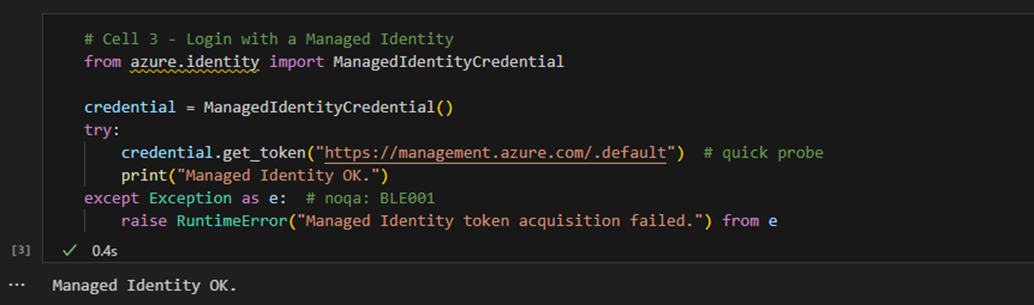 # Cell 3 - Login with a Managed Identity
from azure.identity import ManagedIdentityCredential
credential = ManagedIdentityCredential()
try:
    credential.get_token("https://management.azure.com/.default")  # quick probe
    print("Managed Identity OK.")
except Exception as e:  # noqa: BLE001
    raise RuntimeError("Managed Identity token acquisition failed.") from e
[3] ✓ 0.4s
... Managed Identity OK.